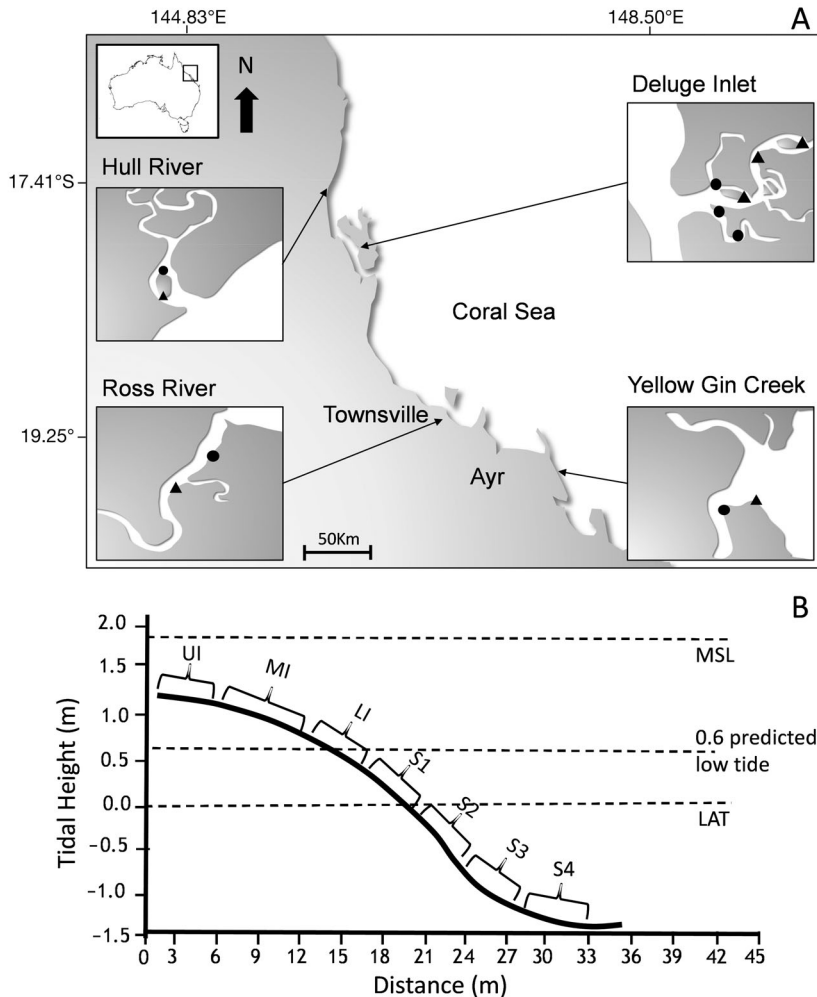 144.83°E
148.50°E
A
N
Deluge Inlet
Hull River
17.41°S
Coral Sea
Ross River
Yellow Gin Creek
Townsville
19.25°
Ayr
50Km
B
2.0
1.5
1.0
0.5
0.0
−0.5
−1.0
−1.5
Tidal Height (m)
UI
MI
LI
S1
S2
S3
S4
MSL
0.6 predicted
low tide
LAT
0 3 6 9 12 15 18 21 24 27 30 33 36 39 42 45
Distance (m)